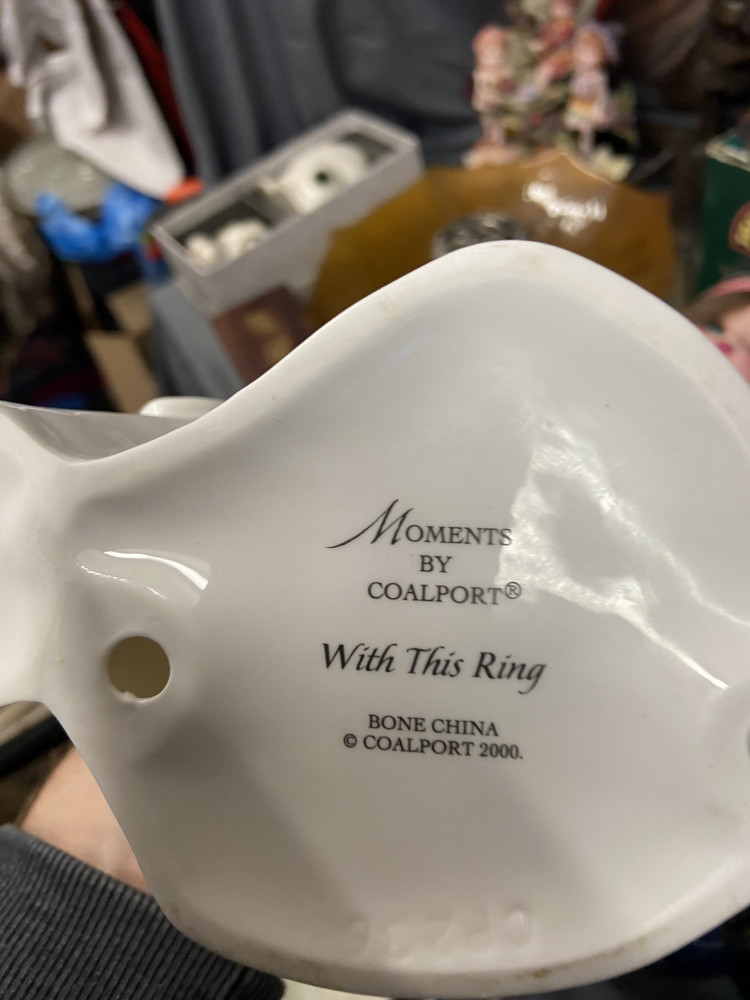 MOMENTS
BY
COALPORT®
With This Ring
BONE CHINA
© COALPORT 2000.